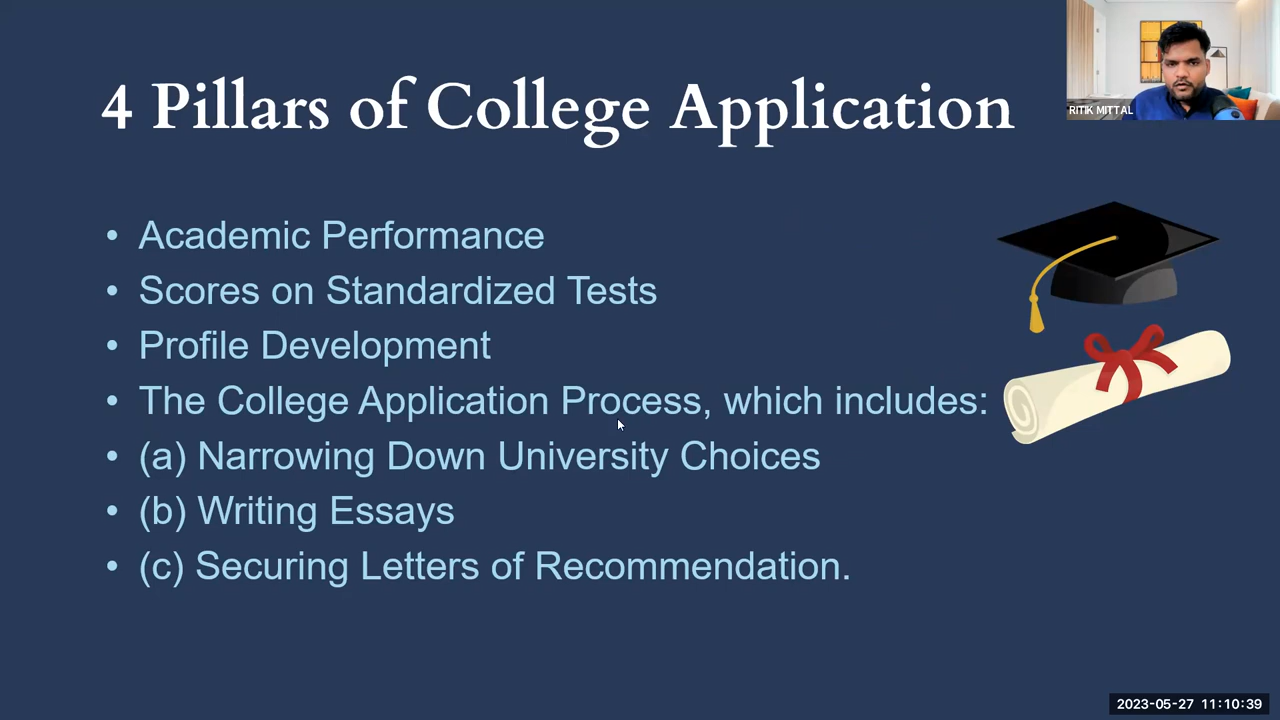 4 Pillars of College Application
RITIK MITTAL
• Academic Performance
• Scores on Standardized Tests
• Profile Development
• The College Application Process, which includes:
• (a) Narrowing Down University Choices
• (b) Writing Essays
• (c) Securing Letters of Recommendation.
2023-05-27 11:10:39